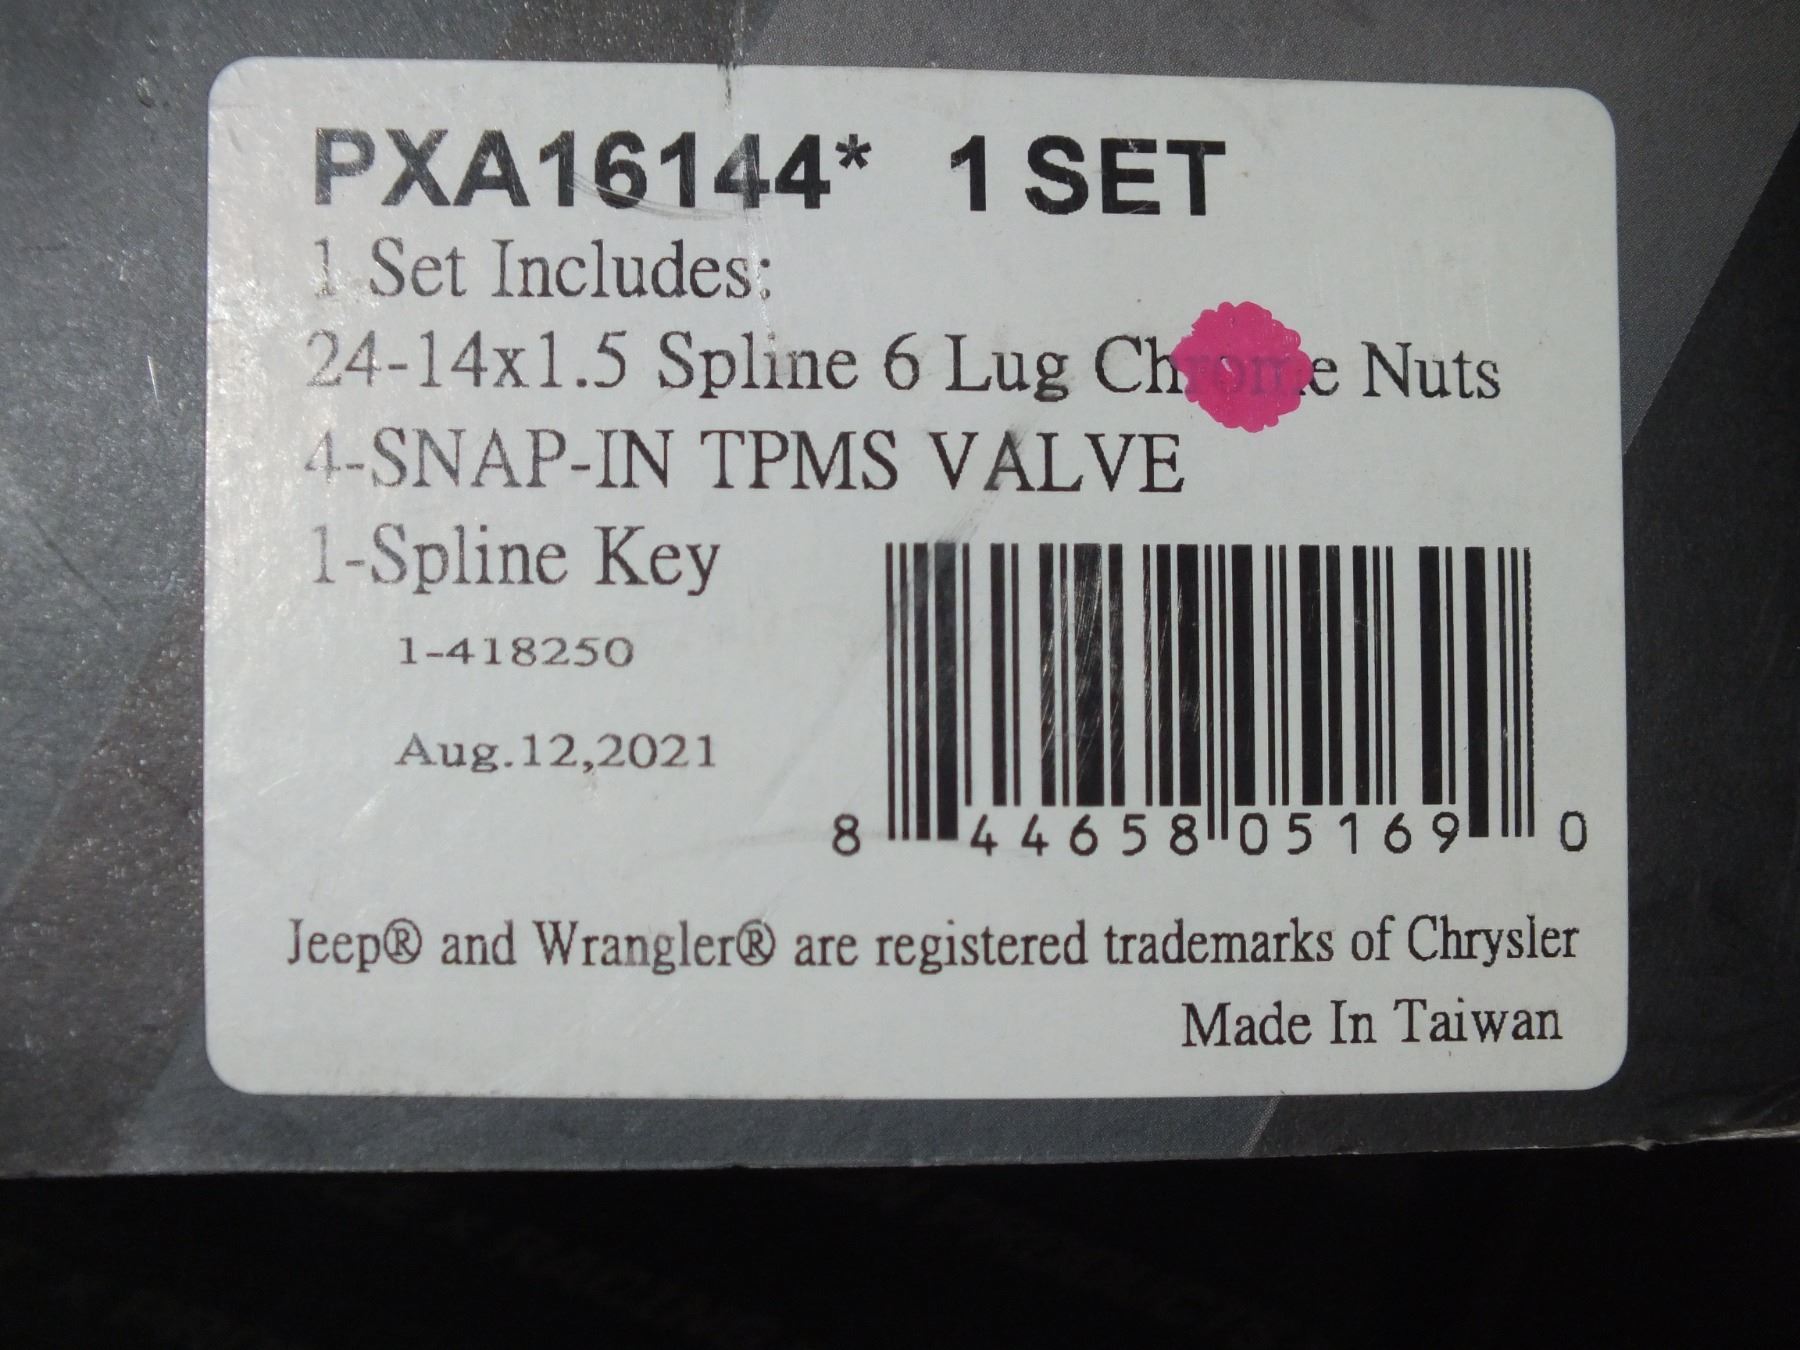 PXA16144* 1 SET
1 Set Includes:
24-14x1.5 Spline 6 Lug Chrome Nuts
4-SNAP-IN TPMS VALVE
1-Spline Key
1-418250
Aug.12,2021
8 44658 05169 0
Jeep® and Wrangler® are registered trademarks of Chrysler
Made In Taiwan